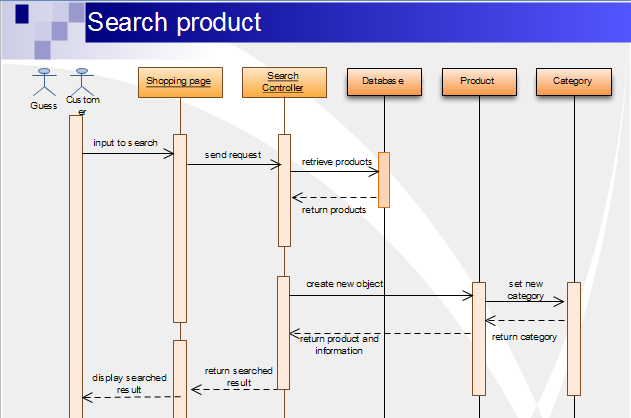 Search product
Guess
Custom
er
Shopping page
Search
Controller
Database
Product
Category
input to search
send request
retrieve products
return products
create new object
set new
category
return product and
information
return category
return searched
result
display searched
result